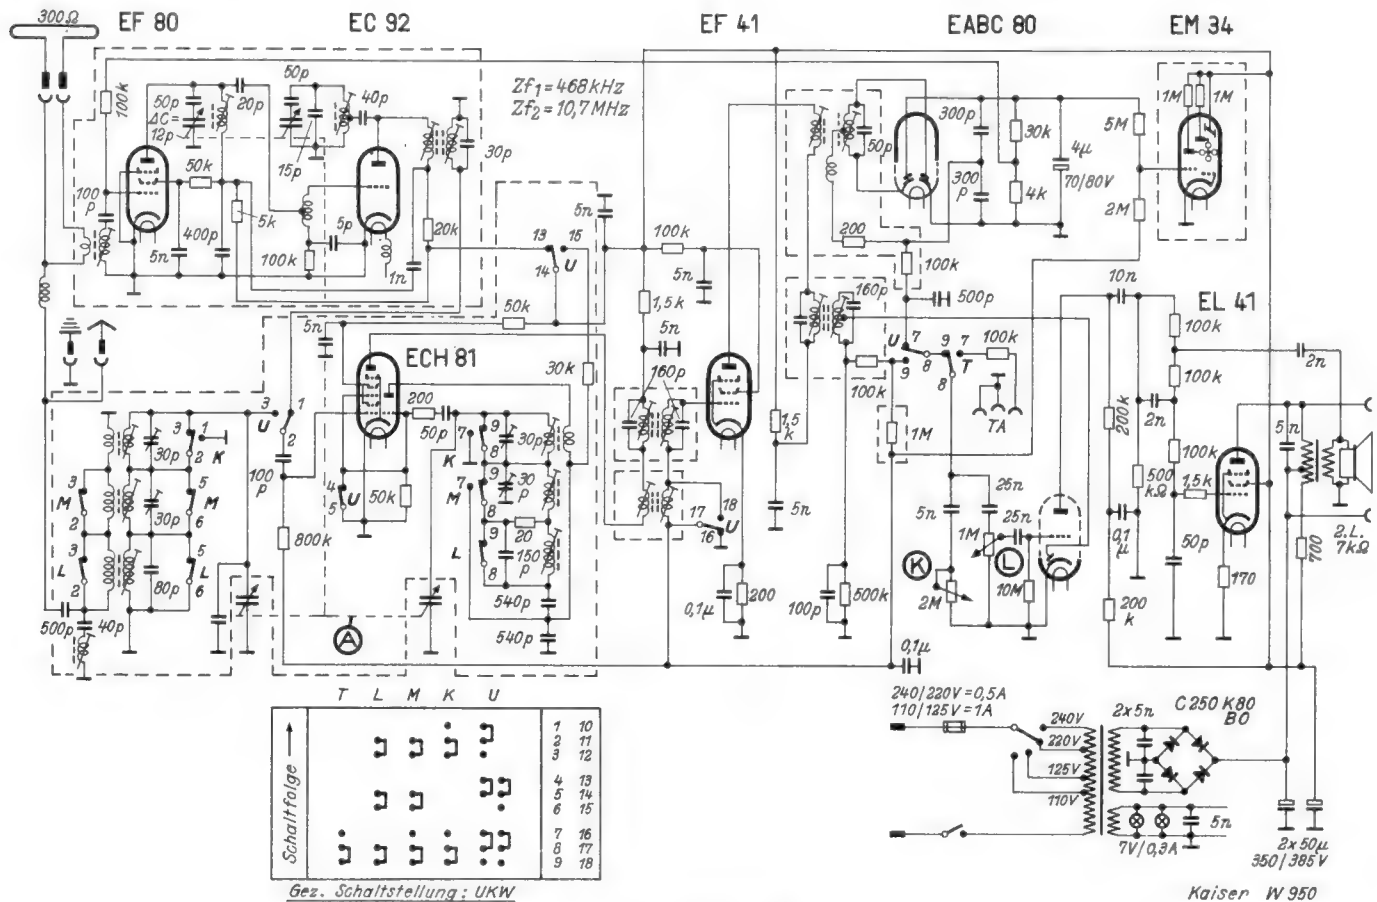 300Ω
EF 80
EC 92
EF 41
EABC 80
EM 34
Zf₁=468kHz
Zf₂=10,7MHz
100k
50p
ΔC=
12p
20p
50p
15p
40p
30p
50k
100
p
5k
400p
5n
100k
5p
20k
1n
5n
13
15
14
U
100k
5n
50k
1,5k
5n
160p
5n
ECH 81
30k
200
50p
50k
4
5
U
3
1
2
U
100
p
800k
3
1
2
K
30p
3
2
M
5
6
M
30p
3
2
L
5
6
L
80p
500p
40p
A
7
9
8
K
30p
7
9
8
M
30
p
20
150
p
L
8
540p
540p
17
18
16
U
0,1µ
200
1,5
k
5n
50p
200
100k
500p
160p
100k
1M
U
7
9
8
9
8
7
T
100k
TA
300p
300
p
30k
4k
4µ
70/80V
5M
2M
1M
1M
10n
EL 41
100k
100k
2n
200k
2n
100k
500
kΩ
1,5k
0,1
µ
50p
170
200
k
5n
700
2.L.
7kΩ
5n
25n
1M
25n
K
L
2M
10M
100p
500k
0,1µ
T L M K U
Schaltfolge
1 10
2 11
3 12
4 13
5 14
6 15
7 16
8 17
9 18
Gez. Schaltstellung: UKW
240/220V=0,5A
110/125V=1A
240V
220V
125V
110V
2x5n
C250 K80
BO
7V/0,3A
5n
2x50µ
350/385V
Kaiser W 950